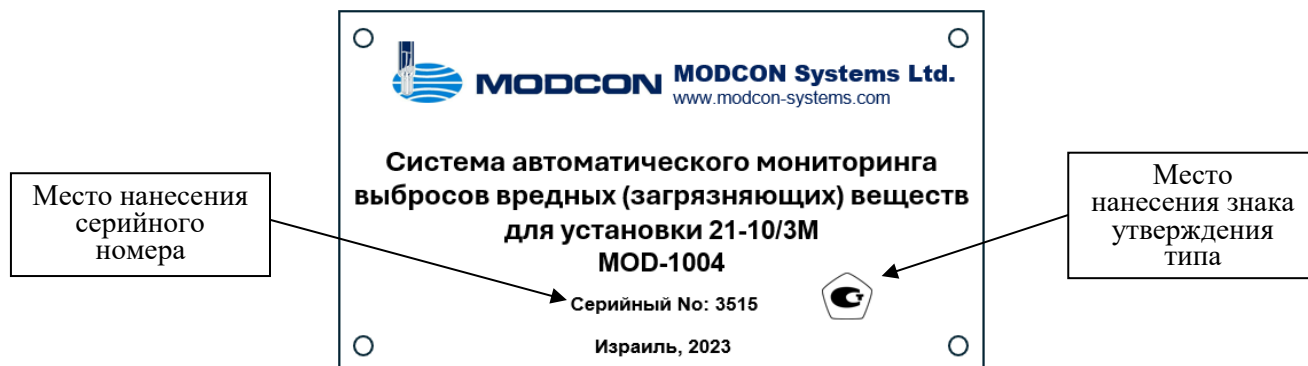 MODCON
MODCON Systems Ltd.
www.modcon-systems.com
Система автоматического мониторинга
выбросов вредных (загрязняющих) веществ
для установки 21-10/3М
MOD-1004
Серийный No: 3515
Израиль, 2023
Место нанесения
серийного
номера
Место
нанесения знака
утверждения
типа